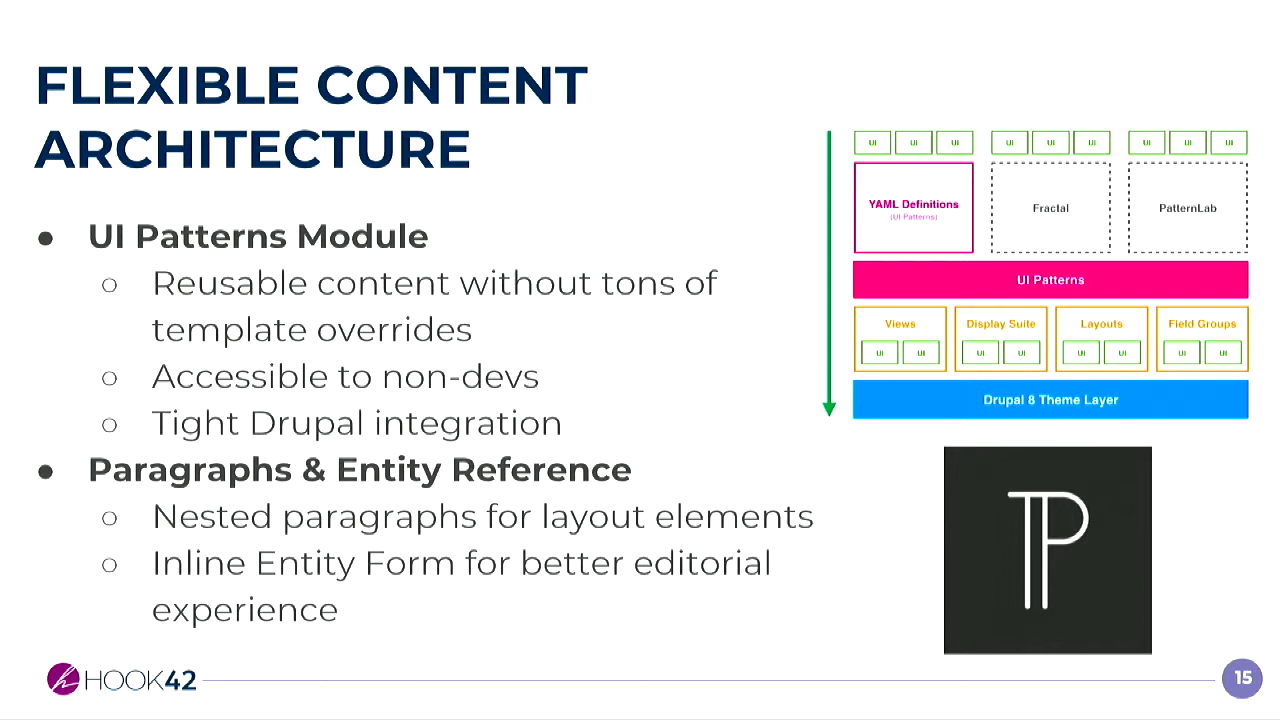 FLEXIBLE CONTENT
ARCHITECTURE
● UI Patterns Module
○ Reusable content without tons of
template overrides
○ Accessible to non-devs
○ Tight Drupal integration
● Paragraphs & Entity Reference
○ Nested paragraphs for layout elements
○ Inline Entity Form for better editorial
experience
UI UI UI UI UI UI UI UI UI
YAML Definitions
(UI Patterns)
Fractal
PatternLab
UI Patterns
Views Display Suite Layouts Field Groups
UI UI UI UI UI UI UI UI
Drupal 8 Theme Layer
P
HOOK42
15